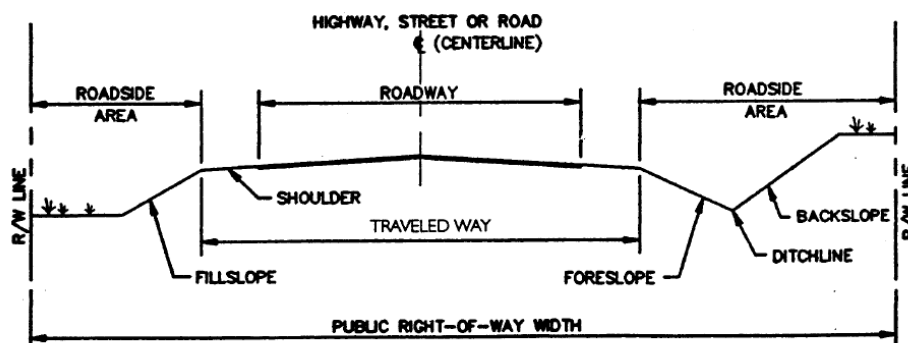 HIGHWAY, STREET OR ROAD
℄ (CENTERLINE)
ROADSIDE
AREA
ROADWAY
ROADSIDE
AREA
R/W LINE
SHOULDER
TRAVELED WAY
BACKSLOPE
R/W LINE
FILLSLOPE
FORESLOPE
DITCHLINE
PUBLIC RIGHT-OF-WAY WIDTH